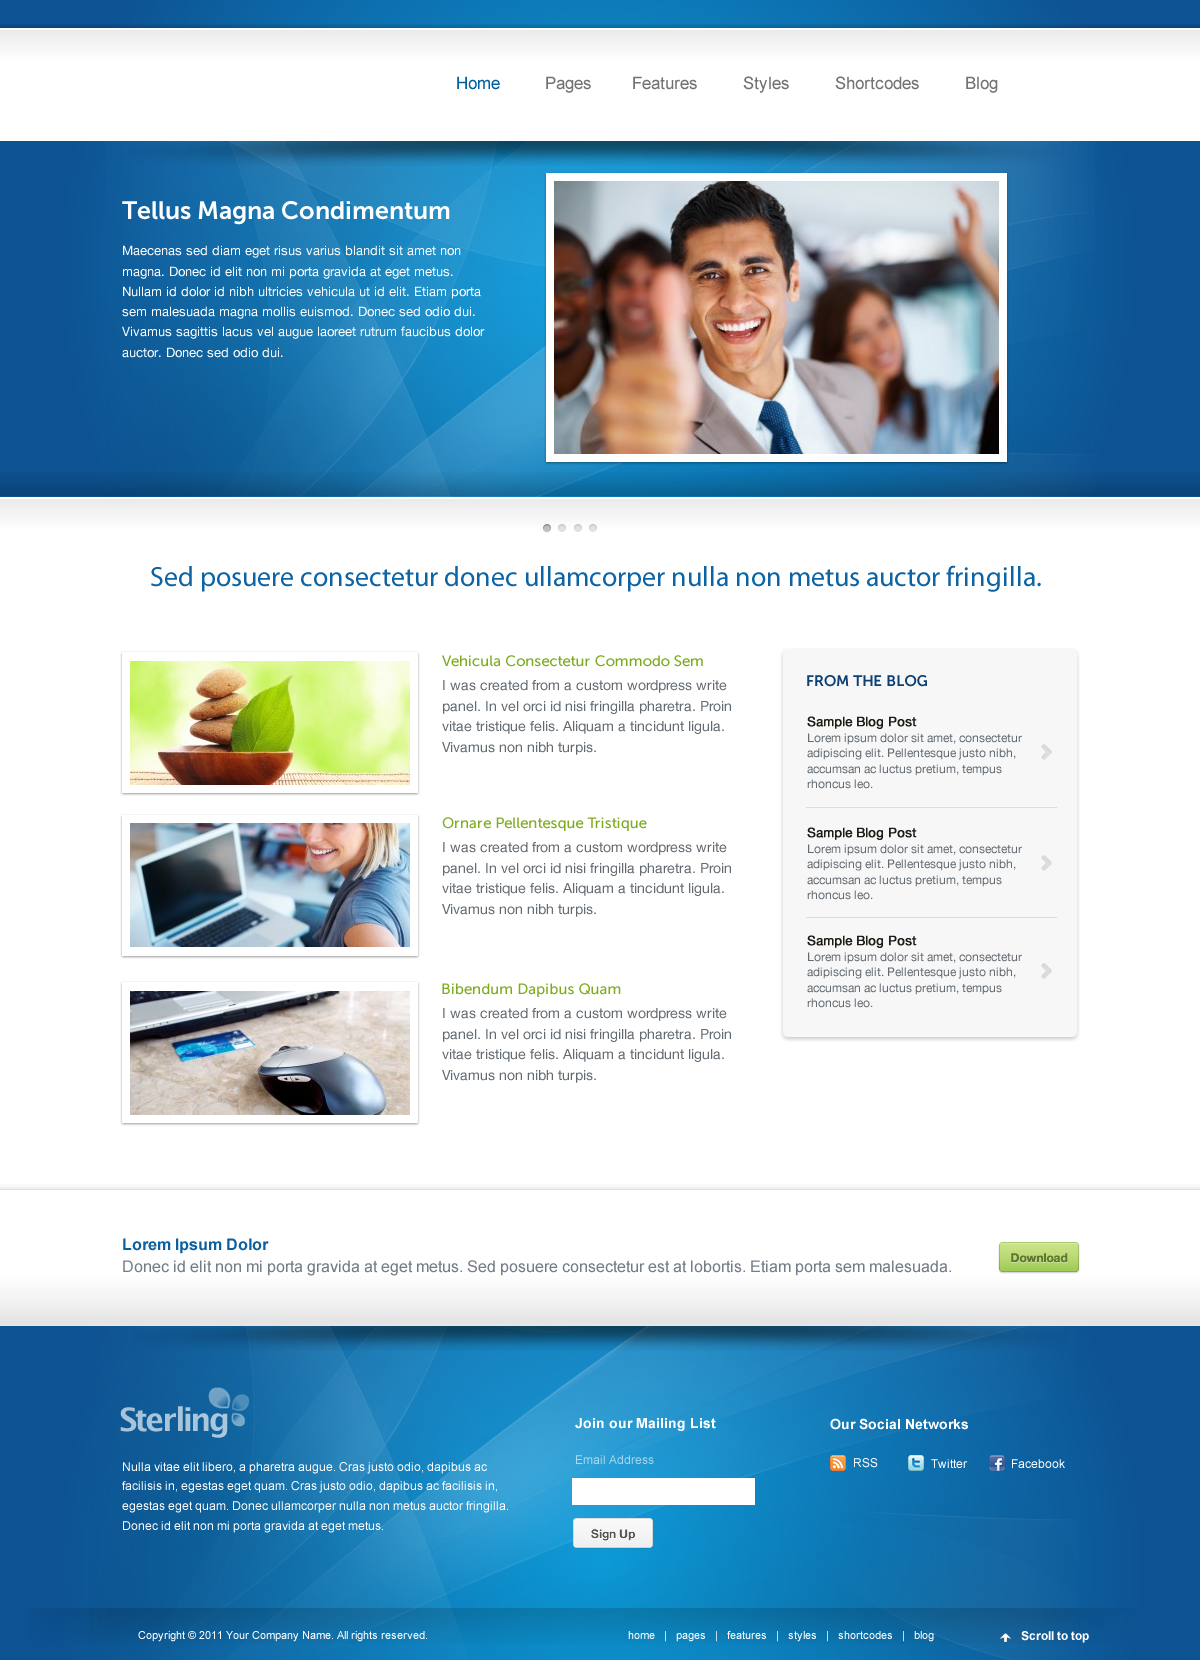 Home Pages Features Styles Shortcodes Blog
Tellus Magna Condimentum
Maecenas sed diam eget risus varius blandit sit amet non
magna. Donec id elit non mi porta gravida at eget metus.
Nullam id dolor id nibh ultricies vehicula ut id elit. Etiam porta
sem malesuada magna mollis euismod. Donec sed odio dui.
Vivamus sagittis lacus vel augue laoreet rutrum faucibus dolor
auctor. Donec sed odio dui.
Sed posuere consectetur donec ullamcorper nulla non metus auctor fringilla.
Vehicula Consectetur Commodo Sem
I was created from a custom wordpress write
panel. In vel orci id nisi fringilla pharetra. Proin
vitae tristique felis. Aliquam a tincidunt ligula.
Vivamus non nibh turpis.
Ornare Pellentesque Tristique
I was created from a custom wordpress write
panel. In vel orci id nisi fringilla pharetra. Proin
vitae tristique felis. Aliquam a tincidunt ligula.
Vivamus non nibh turpis.
Bibendum Dapibus Quam
I was created from a custom wordpress write
panel. In vel orci id nisi fringilla pharetra. Proin
vitae tristique felis. Aliquam a tincidunt ligula.
Vivamus non nibh turpis.
FROM THE BLOG
Sample Blog Post
Lorem ipsum dolor sit amet, consectetur
adipiscing elit. Pellentesque justo nibh,
accumsan ac luctus pretium, tempus
rhoncus leo.
Sample Blog Post
Lorem ipsum dolor sit amet, consectetur
adipiscing elit. Pellentesque justo nibh,
accumsan ac luctus pretium, tempus
rhoncus leo.
Sample Blog Post
Lorem ipsum dolor sit amet, consectetur
adipiscing elit. Pellentesque justo nibh,
accumsan ac luctus pretium, tempus
rhoncus leo.
Lorem Ipsum Dolor
Donec id elit non mi porta gravida at eget metus. Sed posuere consectetur est at lobortis. Etiam porta sem malesuada.
Download
Sterling
Nulla vitae elit libero, a pharetra augue. Cras justo odio, dapibus ac
facilisis in, egestas eget quam. Cras justo odio, dapibus ac facilisis in,
egestas eget quam. Donec ullamcorper nulla non metus auctor fringilla.
Donec id elit non mi porta gravida at eget metus.
Join our Mailing List
Email Address
Sign Up
Our Social Networks
RSS Twitter Facebook
Copyright © 2011 Your Company Name. All rights reserved.
home | pages | features | styles | shortcodes | blog
Scroll to top